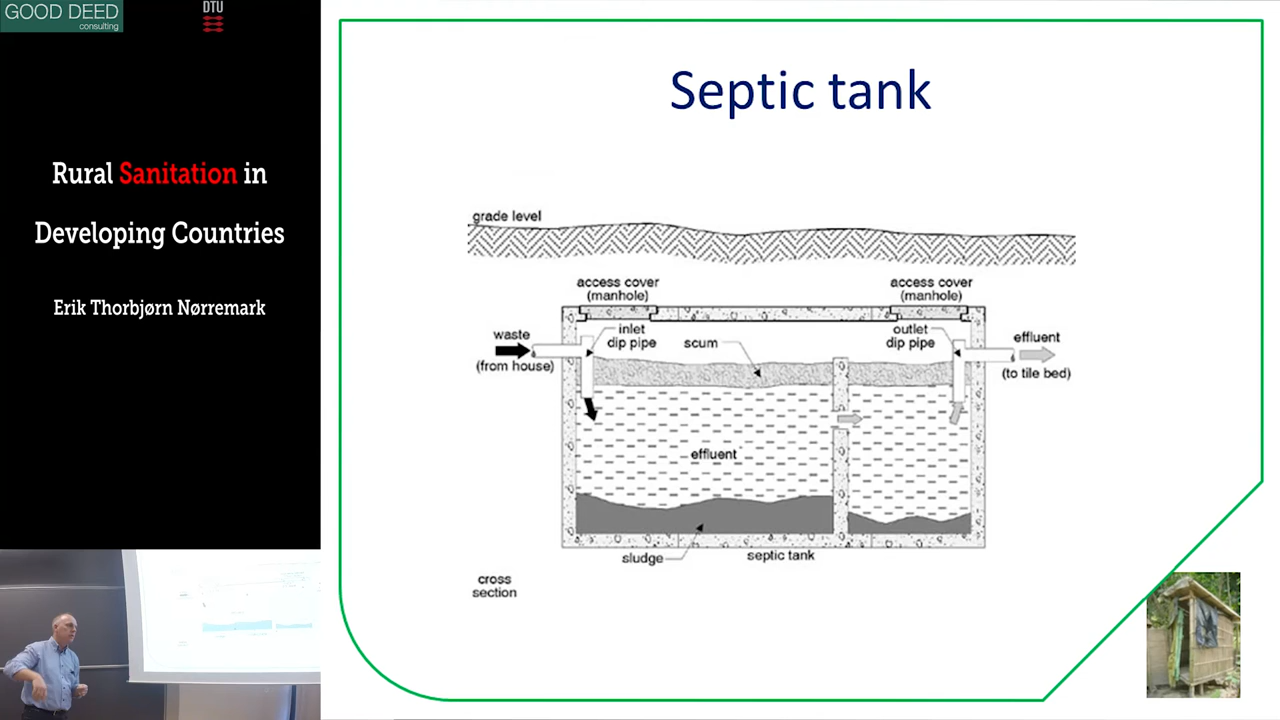 GOOD DEED
consulting
DTU
Rural Sanitation in
Developing Countries
Erik Thorbjørn Nørremark
Septic tank
grade level
access cover
(manhole)
access cover
(manhole)
waste
(from house)
inlet
dip pipe
scum
outlet
dip pipe
effluent
(to tile bed)
effluent
sludge
septic tank
cross
section